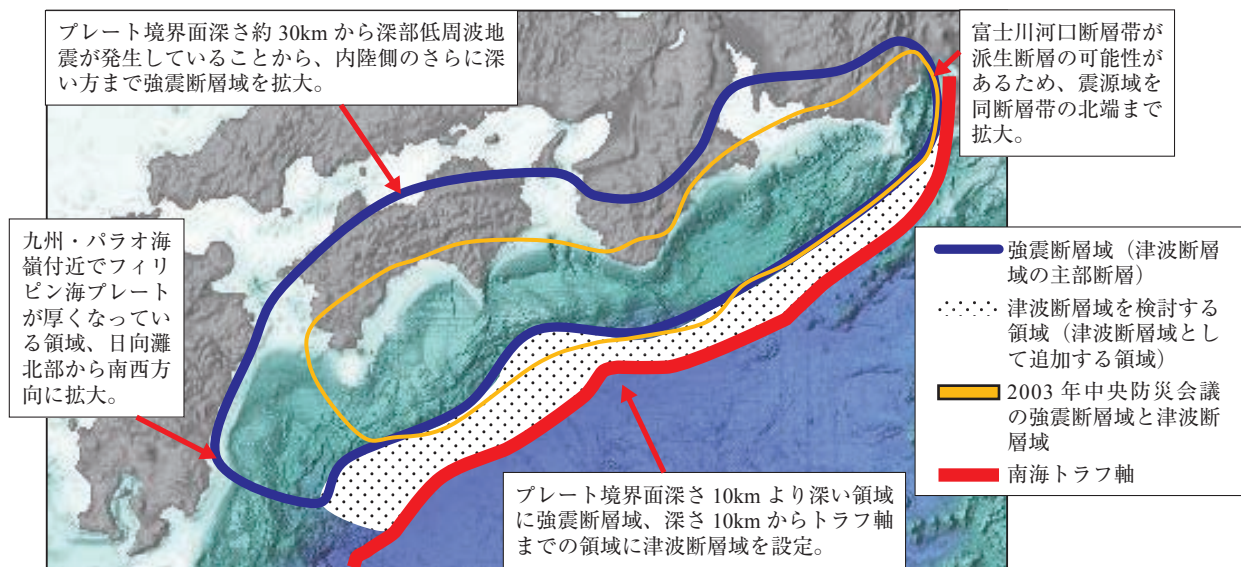 プレート境界面深さ約 30km から深部低周波地
震が発生していることから、内陸側のさらに深
い方まで強震断層域を拡大。
富士川河口断層帯が
派生断層の可能性が
あるため、震源域を
同断層帯の北端まで
拡大。
九州・パラオ海
嶺付近でフィリ
ピン海プレート
が厚くなってい
る領域、日向灘
北部から南西方
向に拡大。
強震断層域（津波断層
域の主部断層）
津波断層域を検討する
領域（津波断層域とし
て追加する領域）
2003 年中央防災会議
の強震断層域と津波断
層域
南海トラフ軸
プレート境界面深さ 10km より深い領域
に強震断層域、深さ 10km からトラフ軸
までの領域に津波断層域を設定。